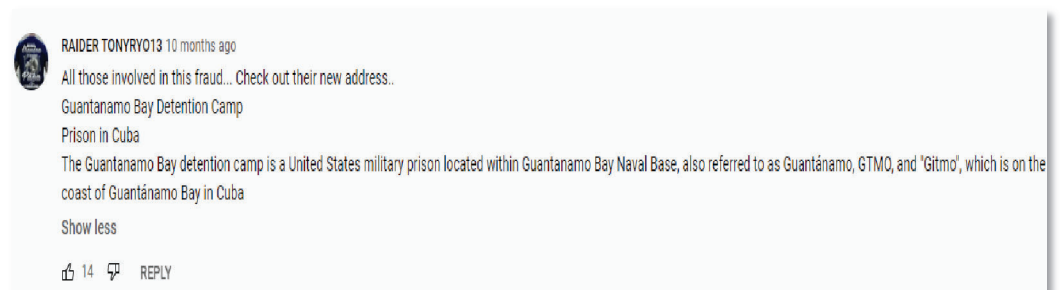 RAIDER TONYRYO13 10 months ago
All those involved in this fraud... Check out their new address..
Guantanamo Bay Detention Camp
Prison in Cuba
The Guantanamo Bay detention camp is a United States military prison located within Guantanamo Bay Naval Base, also referred to as Guantánamo, GTMO, and "Gitmo", which is on the
coast of Guantánamo Bay in Cuba
Show less
14 REPLY